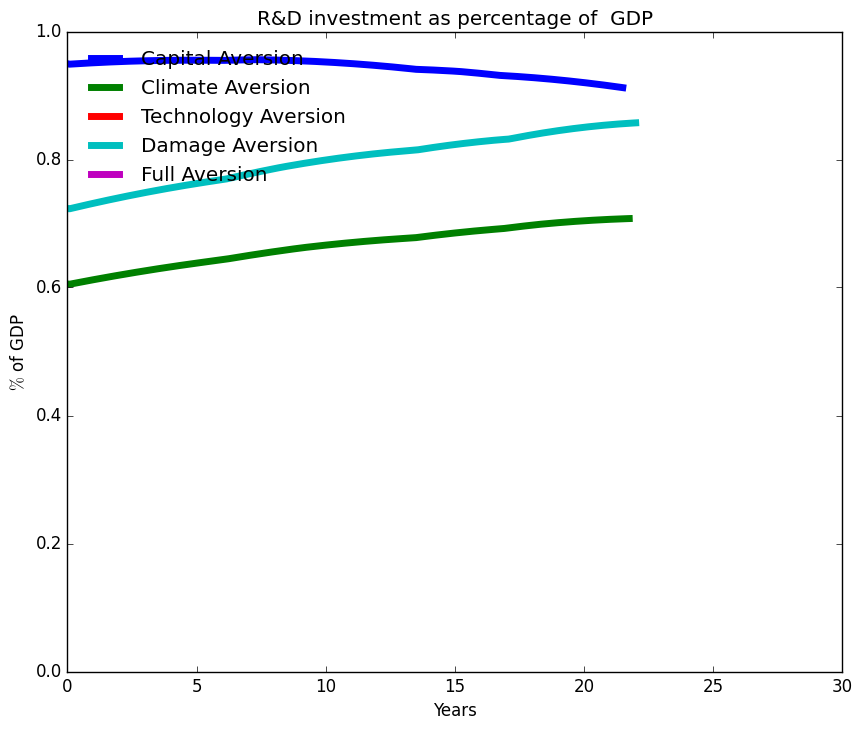 R&D investment as percentage of  GDP
Capital Aversion
Climate Aversion
Technology Aversion
Damage Aversion
Full Aversion
% of GDP
1.0
0.8
0.6
0.4
0.2
0.0
0 5 10 15 20 25 30
Years